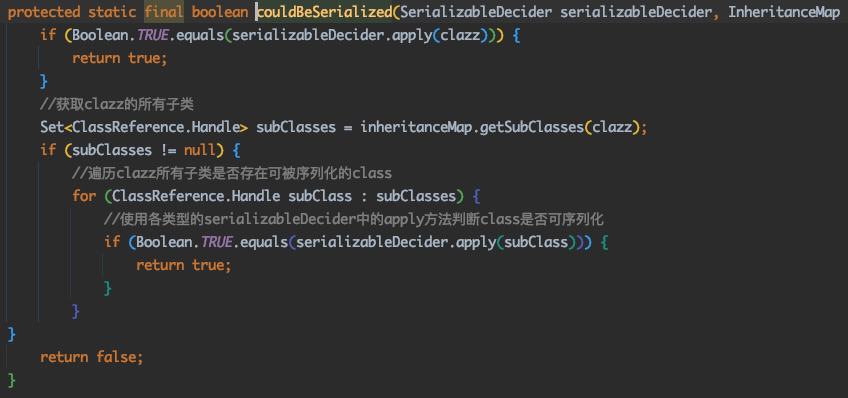 protected static final boolean couldBeSerialized(SerializableDecider serializableDecider, InheritanceMap
if (Boolean.TRUE.equals(serializableDecider.apply(clazz))) {
return true;
}
//获取clazz的所有子类
Set<ClassReference.Handle> subClasses = inheritanceMap.getSubClasses(clazz);
if (subClasses != null) {
//遍历clazz所有子类是否存在可被序列化的class
for (ClassReference.Handle subClass : subClasses) {
//使用各类型的serializableDecider中的apply方法判断class是否可序列化
if (Boolean.TRUE.equals(serializableDecider.apply(subClass))) {
return true;
}
}
}
return false;
}